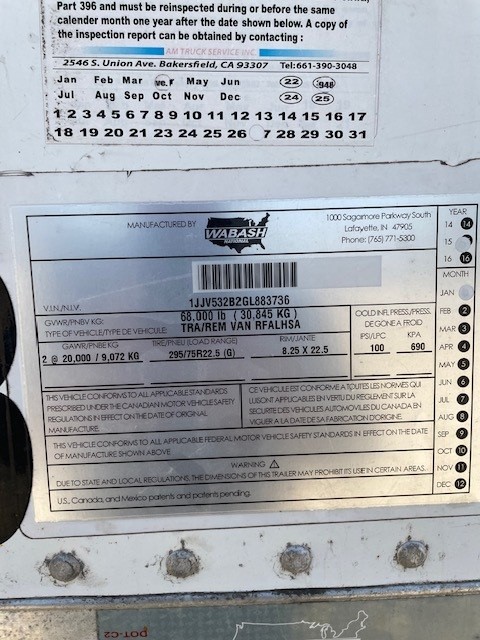 Part 396 and must be reinspected during or before the same
calender month one year after the date shown below. A copy of
the inspection report can be obtained by contacting :
AM TRUCK SERVICE INC.
2546 S. Union Ave. Bakersfield, CA 93307 Tel:661-390-3048
Jan Feb Mar May Jun 22
Jul Aug Sep Oct Nov Dec 24 25
1 2 3 4 5 6 7 8 9 10 11 12 13 14 15 16 17
18 19 20 21 22 23 24 25 26 7 28 29 30 31
MANUFACTURED BY WABASH NATIONAL
1000 Sagamore Parkway South
Lafayette, IN 47905
Phone: (765) 771-5300
V.I.N./N.I.V. 1JJV532B2GL883736
GVWR/PNBV KG: 68,000 lb ( 30,845 KG )
TYPE OF VEHICLE/TYPE DE VEHICULE: TRA/REM VAN RFALHSA
GAWR/PNBE KG TIRE/PNEU (LOAD RANGE) RIM/JANTE COLD INFL.PRESS/PRESS. DE GONE A FROID
IPS/LPC KPA
2 @ 20,000 / 9,072 KG 295/75R22.5 (G) 8.25 X 22.5 100 690
THIS VEHICLE CONFORMS TO ALL APPLICABLE STANDARDS
PRESCRIBED UNDER THE CANADIAN MOTOR VEHICLE SAFETY
REGULATIONS IN EFFECT ON THE DATE OF ORIGINAL
MANUFACTURE.
CE VEHICULE EST CONFORME A TOUTES LES NORMES QUI
LUI SONT APPLICABLES EN VERTU DU REGLEMENT SUR LA
SECURITE DES VEHICULES AUTOMOVILES DU CANADA EN
VIGUER A LA DATE DE SA FABRICATION D'ORIGINE.
THIS VEHICLE CONFORMS TO ALL APPLICABLE FEDERAL MOTOR VEHICLE SAFETY STANDARDS IN EFFECT ON THE DATE
OF MANUFACTURE SHOWN ABOVE
WARNING
DUE TO STATE AND LOCAL REGULATIONS THE DIMENSIONS OF THIS TRAILER MAY PROHIBIT ITS USE IN CERTAIN AREAS.
U.S., Canada, and Mexico patents and patents pending.
YEAR
14 14
15
16 16
MONTH
JAN
FEB 2
MAR 3
APR 4
MAY 5
JUN 6
JUL 7
AUG 8
SEP 9
OCT 10
NOV 11
DEC 12
DOT-C2